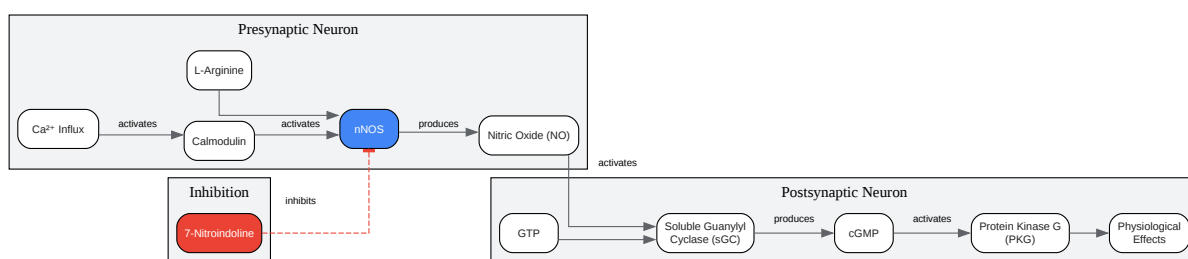 Presynaptic Neuron
L-Arginine
Ca²⁺ Influx
activates
Calmodulin
activates
nNOS
produces
Nitric Oxide (NO)
activates
Inhibition
7-Nitroindoline
inhibits
Postsynaptic Neuron
GTP
Soluble Guanylyl
Cyclase (sGC)
produces
cGMP
activates
Protein Kinase G
(PKG)
Physiological
Effects